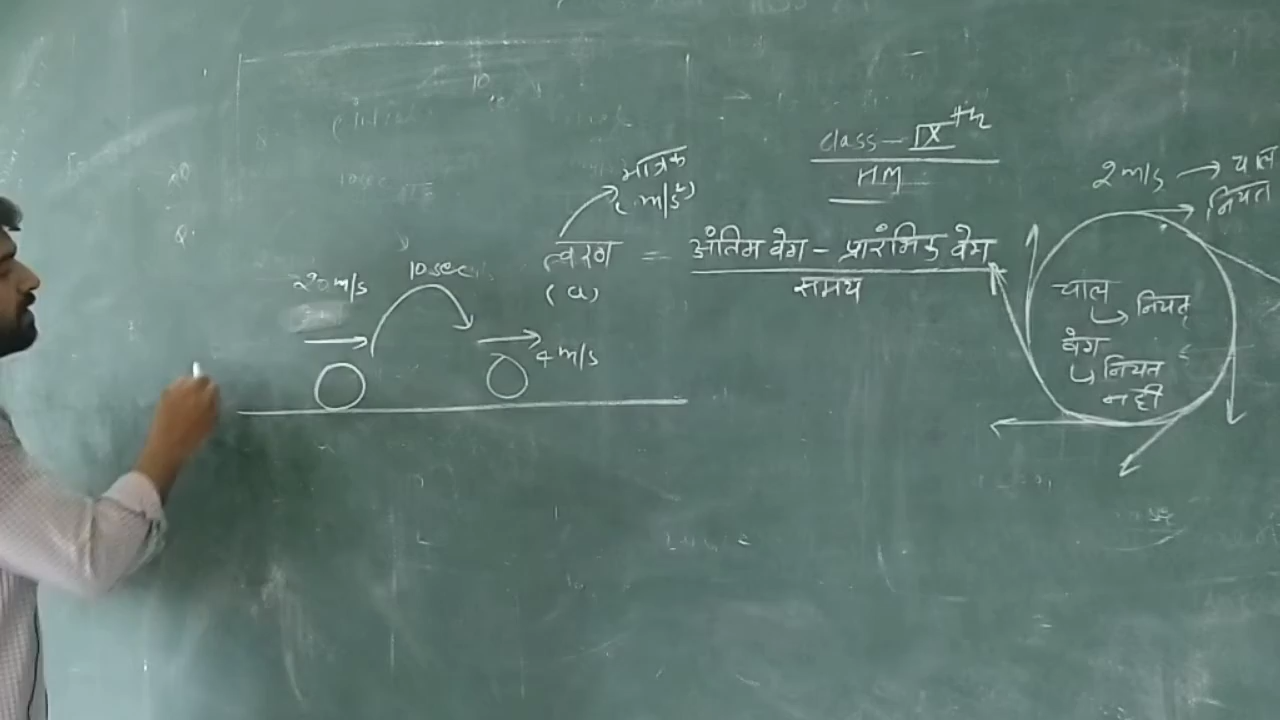 class - IXth
HM
मात्रक
(m/s²)
त्वरण = अंतिम वेग - प्रारंभिक वेग
समय
(a)
20 m/s
10 sec
4 m/s
2 m/s → चाल
नियत
चाल
नियत
वेग
नियत
नही